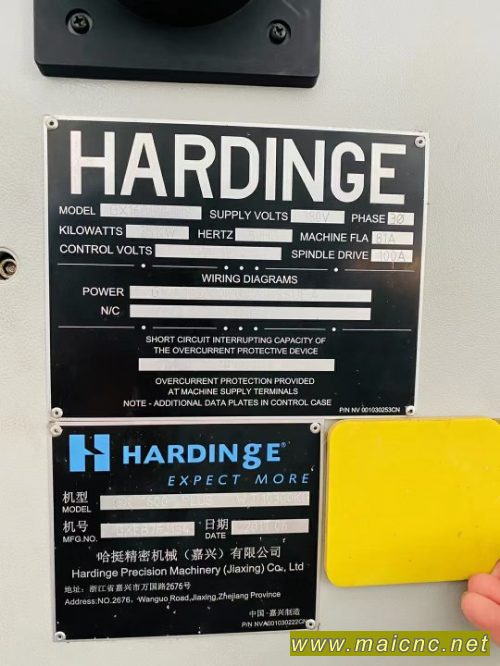 HARDINGE
MODEL SUPPLY VOLTS PHASE 30
KILOWATTS HERTZ MACHINE FLA 81A
CONTROL VOLTS SPINDLE DRIVE 100A
WIRING DIAGRAMS
POWER
N/C
SHORT CIRCUIT INTERRUPTING CAPACITY OF
THE OVERCURRENT PROTECTIVE DEVICE
OVERCURRENT PROTECTION PROVIDED
AT MACHINE SUPPLY TERMINALS
NOTE - ADDITIONAL DATA PLATES IN CONTROL CASE
P/N NV 001030253CN
HARDINGE®
EXPECT MORE
机型
MODEL
机号 日期
MFG.NO. DATE
哈挺精密机械（嘉兴）有限公司
Hardinge Precision Machinery (Jiaxing) Co., Ltd
地址: 浙江省嘉兴市万国路2676号
Address:NO.2676, Wanguo Road,Jiaxing,Zhejiang Province
中国·嘉兴制造
P/N NVA001030222CN
www.maicnc.net